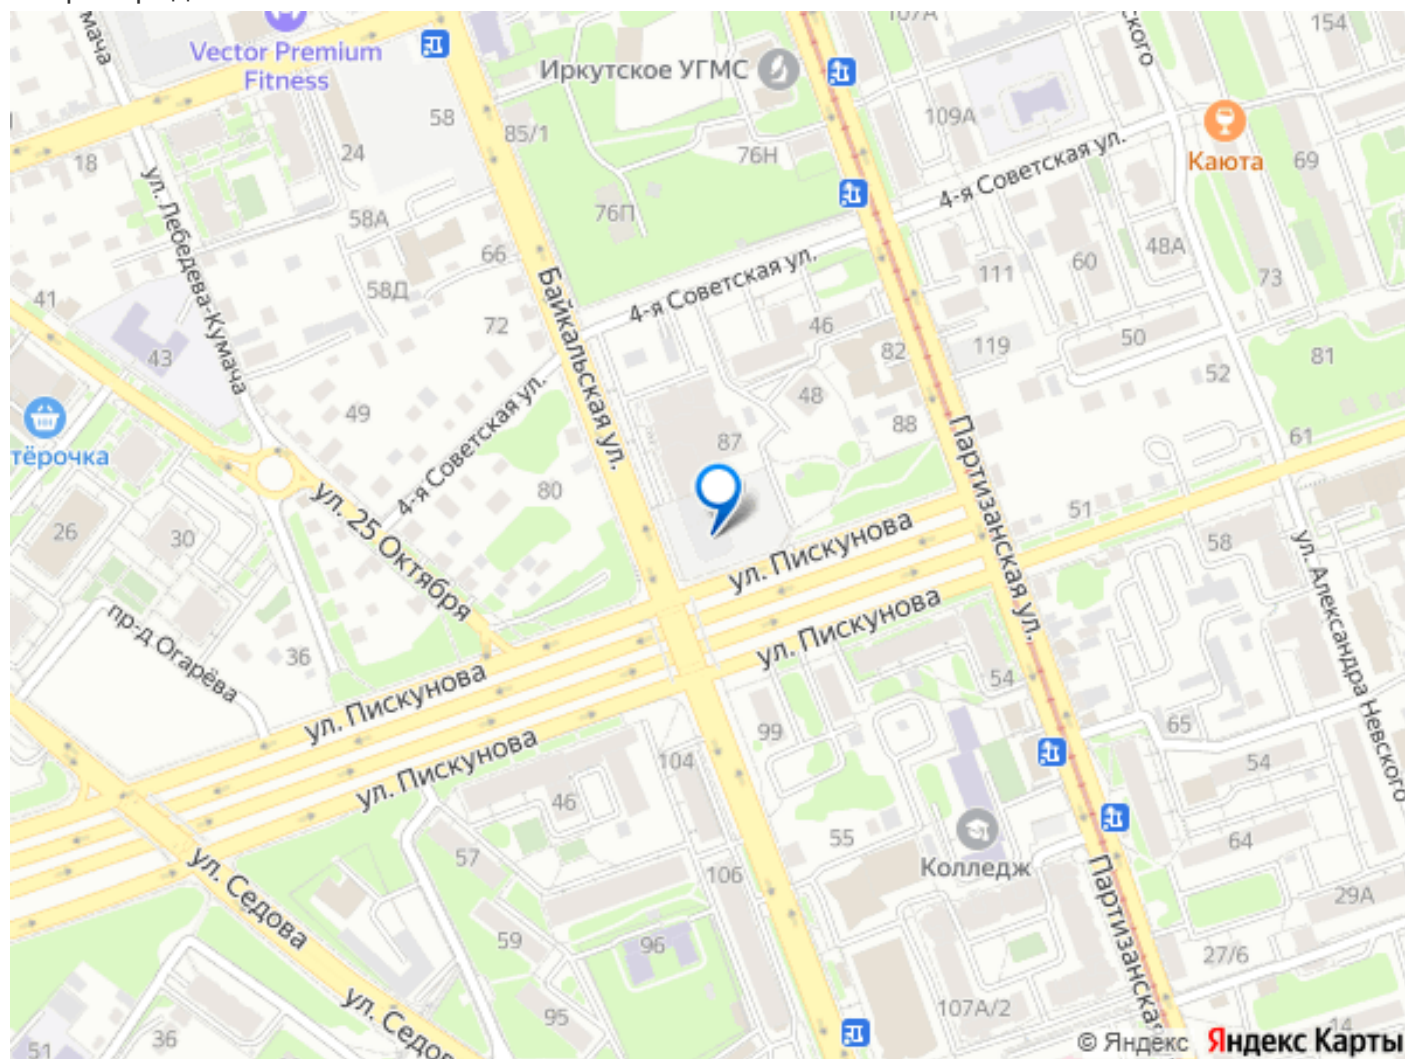 Vector Premium
Fitness
Иркутское УГМС
107А
154
58
85/1
109А
18
24
76Н
Каюта
69
ул. Лебедева-Кумача
58А
76П
4-я Советская ул.
48А
66
58Д
111
60
73
41
Байкальская ул.
4-я Советская ул.
72
46
43
82
119
50
81
52
49
48
4-я Советская ул.
87
88
Партизанская ул.
61
тёрочка
80
26
30
ул. 25 Октября
ул. Пискунова
51
58
ул. Александра Невского
пр-д Огарёва
36
ул. Пискунова
54
ул. Пискунова
99
65
ул. Пискунова
104
54
46
55
64
57
Колледж
106
Партизанская
29А
ул. Седова
59
96
27/6
95
107А/2
14
36
51
© Яндекс Яндекс Карты